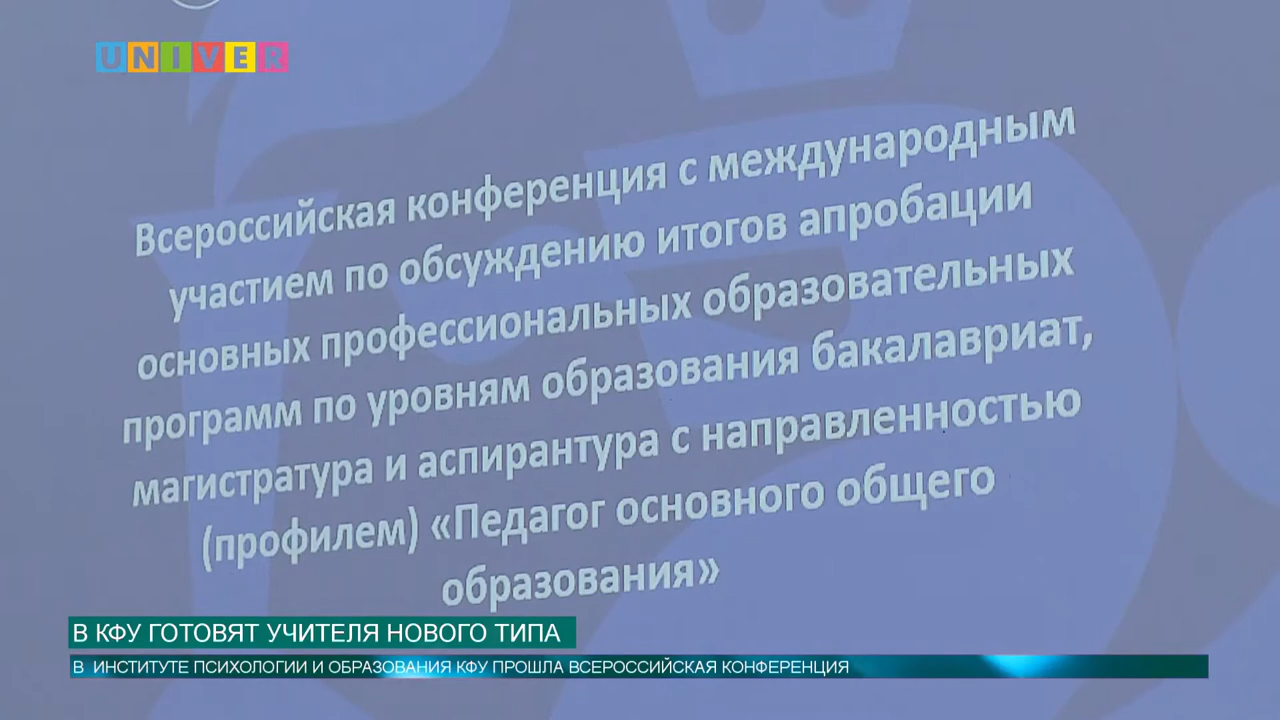 UNIVER
Всероссийская конференция с международным
участием по обсуждению итогов апробации
основных профессиональных образовательных
программ по уровням образования бакалавриат,
магистратура и аспирантура с направленностью
(профилем) «Педагог основного общего
образования»
В КФУ ГОТОВЯТ УЧИТЕЛЯ НОВОГО ТИПА
В ИНСТИТУТЕ ПСИХОЛОГИИ И ОБРАЗОВАНИЯ КФУ ПРОШЛА ВСЕРОССИЙСКАЯ КОНФЕРЕНЦИЯ